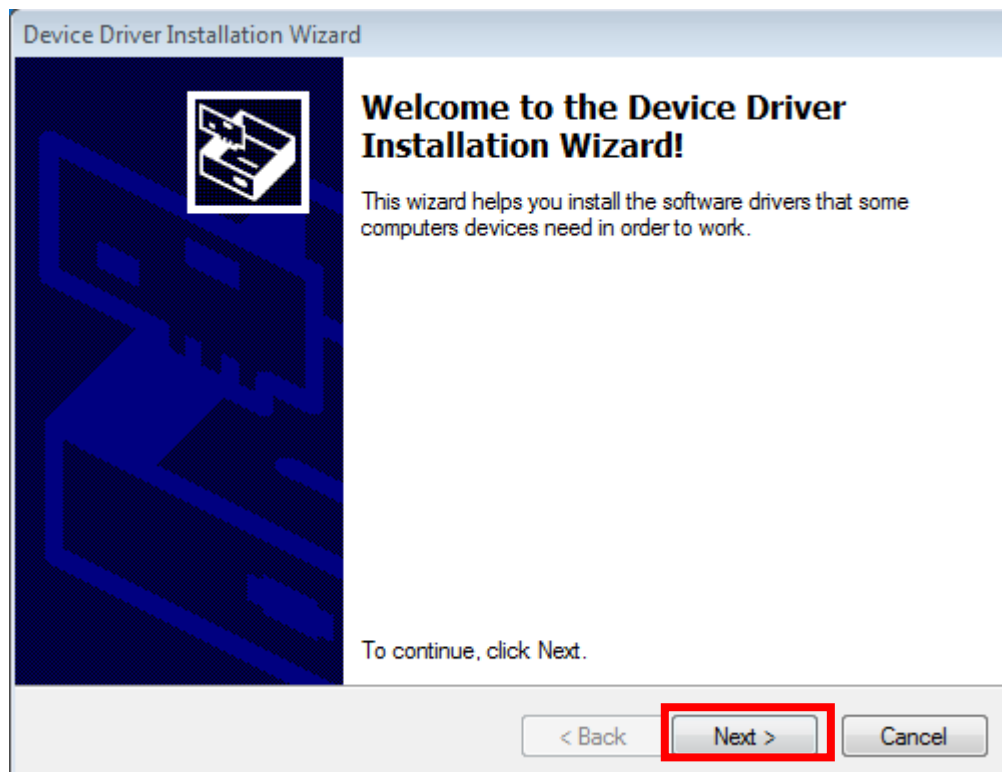 Device Driver Installation Wizard
Welcome to the Device Driver
Installation Wizard!
This wizard helps you install the software drivers that some
computers devices need in order to work.
To continue, click Next.
< Back
Next >
Cancel